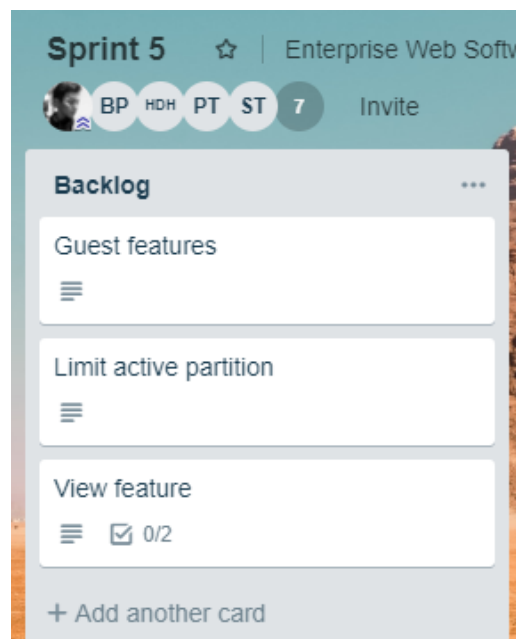 Sprint 5 Enterprise Web Softw
BP HDH PT ST 7 Invite
Backlog
Guest features
Limit active partition
View feature
0/2
+ Add another card